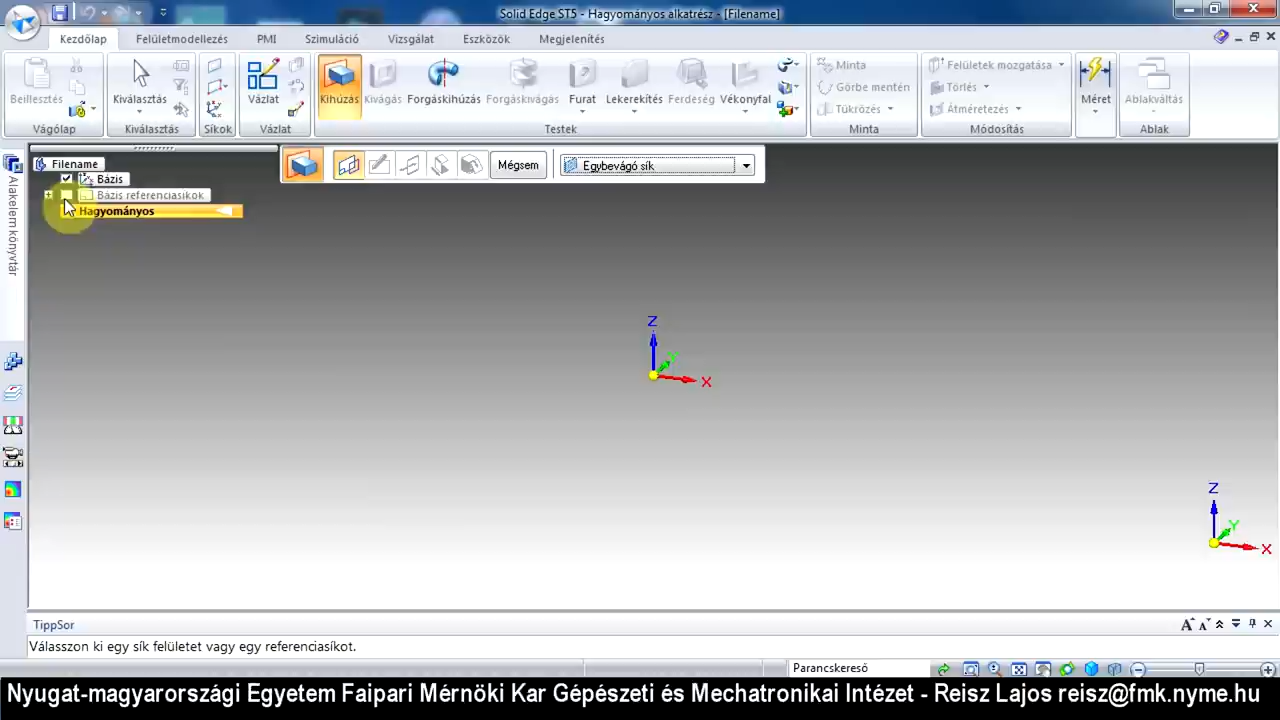 Solid Edge ST5 - Hagyományos alkatrész - [Filename]
Kezdőlap Felületmodellezés PMI Szimuláció Vizsgálat Eszközök Megjelenítés
Beillesztés
Vágólap
Kiválasztás
Kiválasztás
Síkok
Vázlat
Vázlat
Kihúzás Kivágás Forgáskihúzás Forgáskivágás Furat Lekerekítés Ferdeség Vékonyfal
Testek
Minta
Görbe mentén
Tükrözés
Minta
Felületek mozgatása
Törlés
Átméretezés
Módosítás
Méret
Ablakváltás
Ablak
Alakelem könyvtár
Filename
Bázis
Bázis referenciasíkok
Hagyományos
Mégsem
Egybevágó sík
Z
Y
X
Z
Y
X
TippSor
Válasszon ki egy sík felületet vagy egy referenciasíkot.
Parancskereső
Nyugat-magyarországi Egyetem Faipari Mérnöki Kar Gépészeti és Mechatronikai Intézet - Reisz Lajos reisz@fmk.nyme.hu